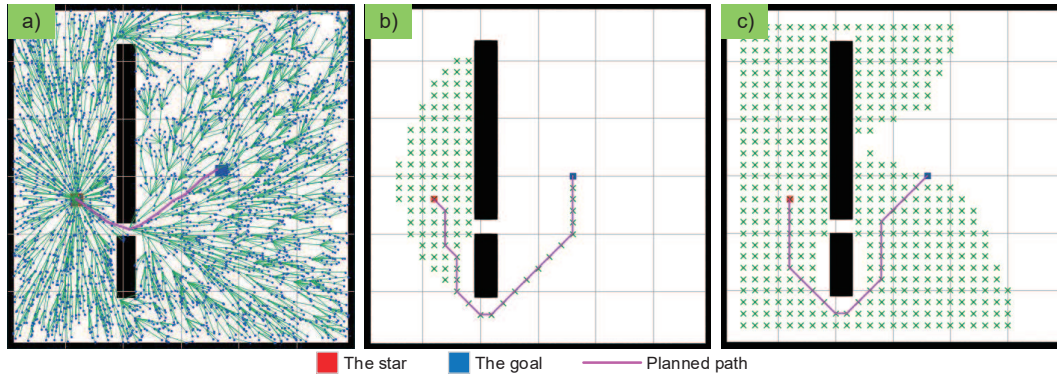 a)
b)
c)
The star
The goal
Planned path